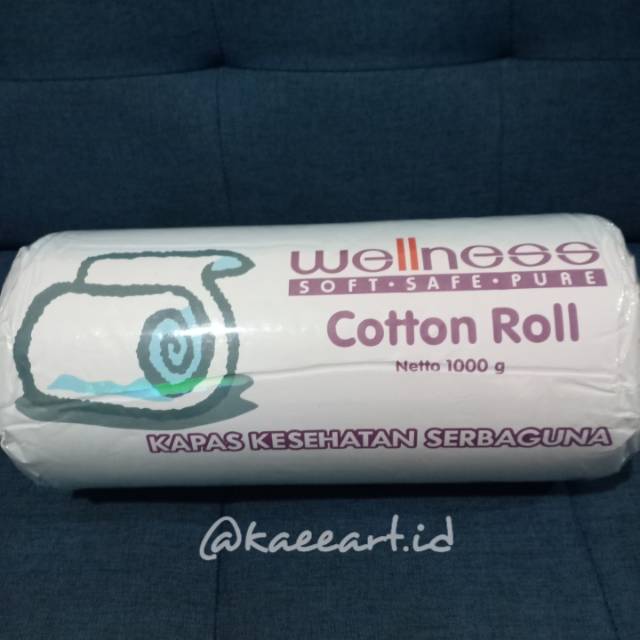 wellness
SOFT•SAFE•PURE
Cotton Roll
Netto 1000 g
KAPAS KESEHATAN SERBAGUNA
@kaeeart.id